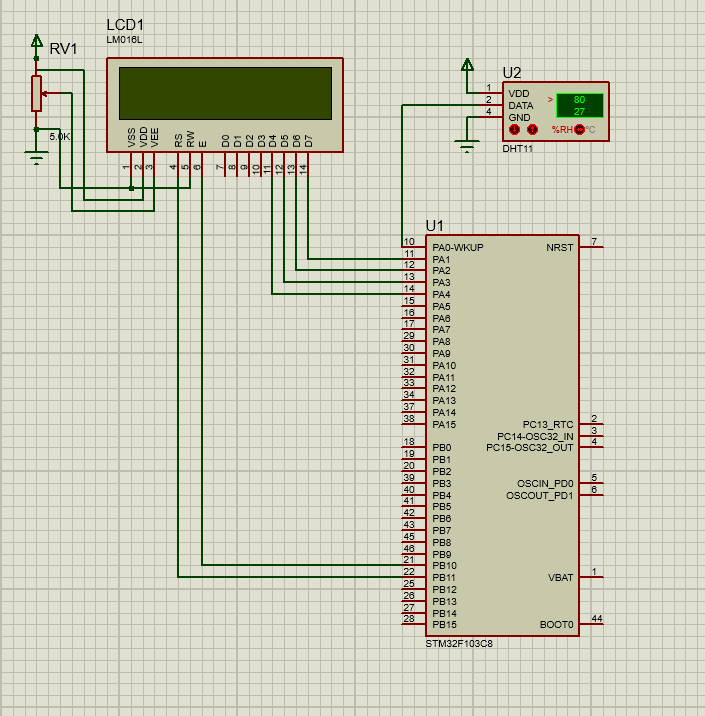 LCD1
LM016L
RV1
5.0K
VSS
VDD
VEE
RS
RW
E
D0
D1
D2
D3
D4
D5
D6
D7
1
2
3
4
5
6
7
8
9
10
11
12
13
14
U2
1 VDD
2 DATA
4 GND
>
80
27
%RH
°C
DHT11
U1
10 PA0-WKUP
11 PA1
12 PA2
13 PA3
14 PA4
15 PA5
16 PA6
17 PA7
29 PA8
30 PA9
31 PA10
32 PA11
33 PA12
34 PA13
37 PA14
38 PA15
18 PB0
19 PB1
20 PB2
39 PB3
40 PB4
41 PB5
42 PB6
43 PB7
45 PB8
46 PB9
21 PB10
22 PB11
25 PB12
26 PB13
27 PB14
28 PB15
NRST 7
PC13_RTC 2
PC14-OSC32_IN 3
PC15-OSC32_OUT 4
OSCIN_PD0 5
OSCOUT_PD1 6
VBAT 1
BOOT0 44
STM32F103C8